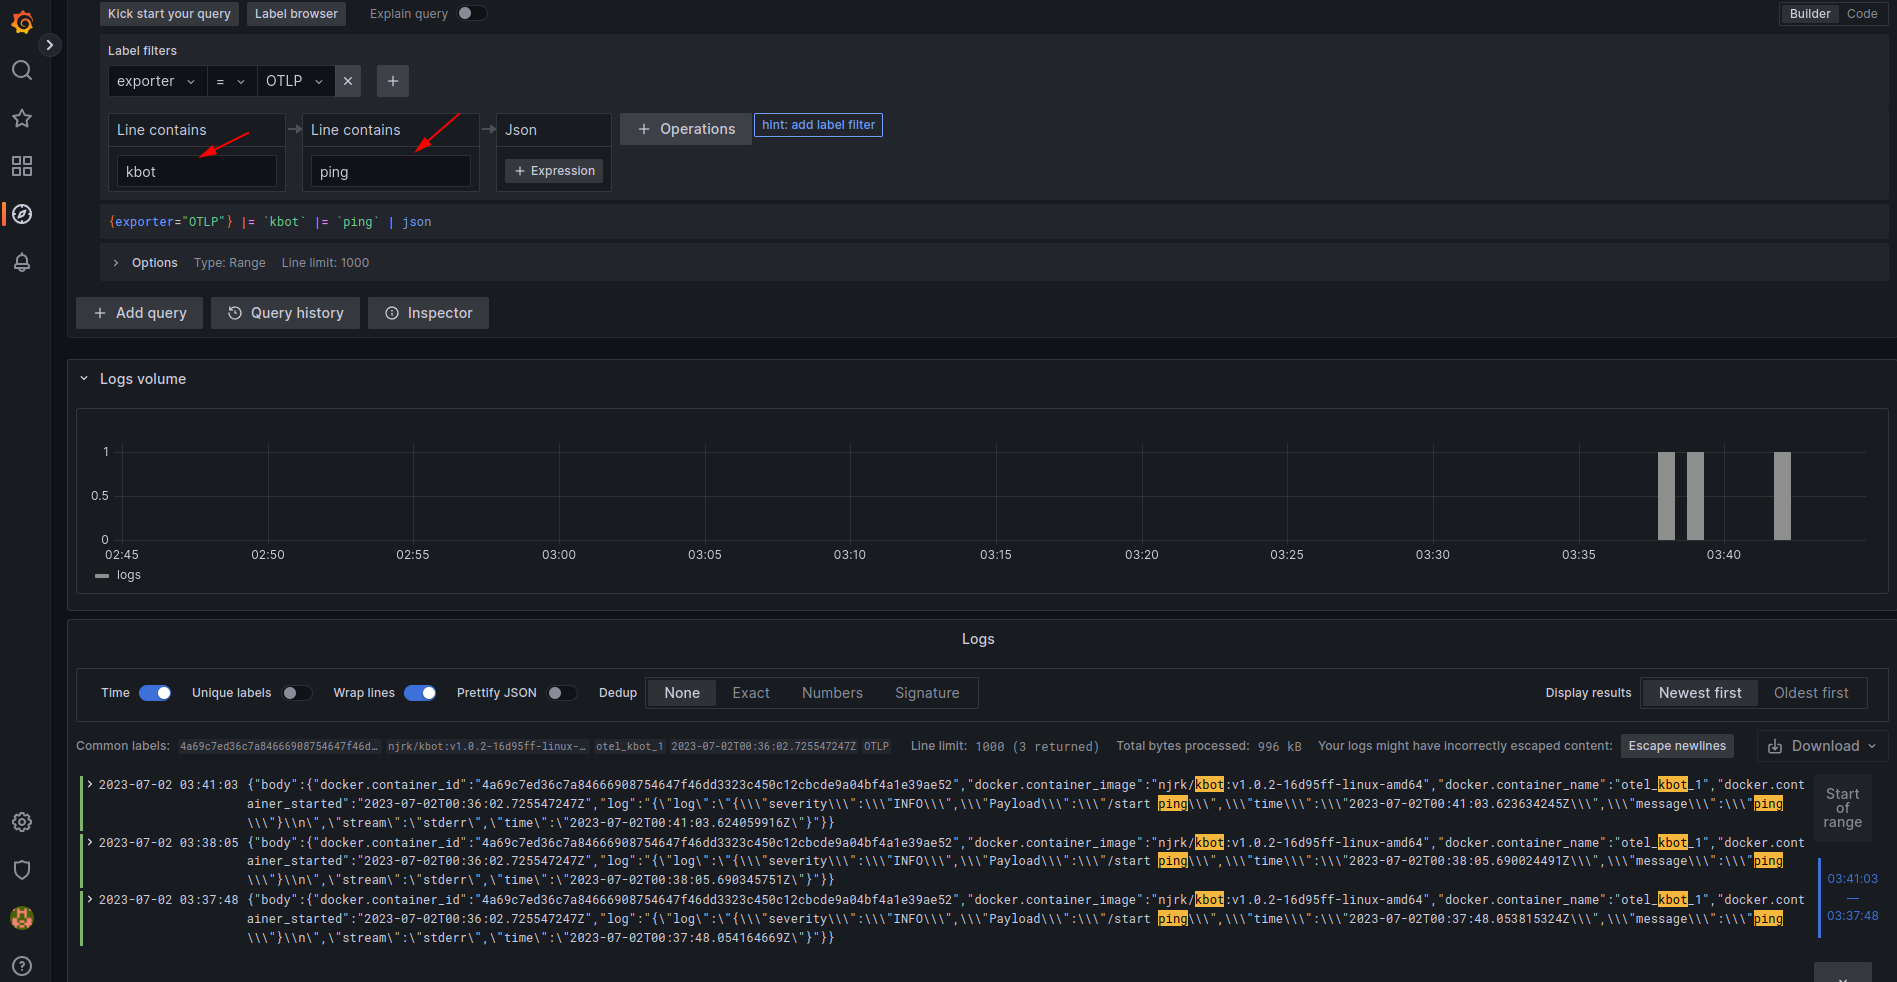 Kick start your query Label browser Explain query Builder Code
Label filters
exporter = OTLP
Line contains Line contains Json + Operations hint: add label filter
kbot ping + Expression
{exporter="OTLP"} |= `kbot` |= `ping` | json
Options Type: Range Line limit: 1000
+ Add query Query history Inspector
Logs volume
1
0.5
0
02:45 02:50 02:55 03:00 03:05 03:10 03:15 03:20 03:25 03:30 03:35 03:40
logs
Logs
Time Unique labels Wrap lines Prettify JSON Dedup None Exact Numbers Signature Display results Newest first Oldest first
Common labels: 4a69c7ed36c7a84666908754647f46d… njrk/kbot:v1.0.2-16d95ff-linux-… otel_kbot_1 2023-07-02T00:36:02.725547247Z OTLP Line limit: 1000 (3 returned) Total bytes processed: 996 kB Your logs might have incorrectly escaped content: Escape newlines Download
2023-07-02 03:41:03 {"body":{"docker.container_id":"4a69c7ed36c7a84666908754647f46dd3323c450c12cbcde9a04bf4a1e39ae52","docker.container_image":"njrk/kbot:v1.0.2-16d95ff-linux-amd64","docker.container_name":"otel_kbot_1","docker.cont
ainer_started":"2023-07-02T00:36:02.725547247Z","log":"{\"log\":\"{\\\"severity\\\":\\\"INFO\\\",\\\"Payload\\\":\\\"/start ping\\\",\\\"time\\\":\\\"2023-07-02T00:41:03.623634245Z\\\",\\\"message\\\":\\\"ping
\\\"}\\n\",\"stream\":\"stderr\",\"time\":\"2023-07-02T00:41:03.624059916Z\"}"}}
2023-07-02 03:38:05 {"body":{"docker.container_id":"4a69c7ed36c7a84666908754647f46dd3323c450c12cbcde9a04bf4a1e39ae52","docker.container_image":"njrk/kbot:v1.0.2-16d95ff-linux-amd64","docker.container_name":"otel_kbot_1","docker.cont
ainer_started":"2023-07-02T00:36:02.725547247Z","log":"{\"log\":\"{\\\"severity\\\":\\\"INFO\\\",\\\"Payload\\\":\\\"/start ping\\\",\\\"time\\\":\\\"2023-07-02T00:38:05.690024491Z\\\",\\\"message\\\":\\\"ping
\\\"}\\n\",\"stream\":\"stderr\",\"time\":\"2023-07-02T00:38:05.690345751Z\"}"}}
2023-07-02 03:37:48 {"body":{"docker.container_id":"4a69c7ed36c7a84666908754647f46dd3323c450c12cbcde9a04bf4a1e39ae52","docker.container_image":"njrk/kbot:v1.0.2-16d95ff-linux-amd64","docker.container_name":"otel_kbot_1","docker.cont
ainer_started":"2023-07-02T00:36:02.725547247Z","log":"{\"log\":\"{\\\"severity\\\":\\\"INFO\\\",\\\"Payload\\\":\\\"/start ping\\\",\\\"time\\\":\\\"2023-07-02T00:37:48.053815324Z\\\",\\\"message\\\":\\\"ping
\\\"}\\n\",\"stream\":\"stderr\",\"time\":\"2023-07-02T00:37:48.054164669Z\"}"}}
Start
of
range
03:41:03
—
03:37:48